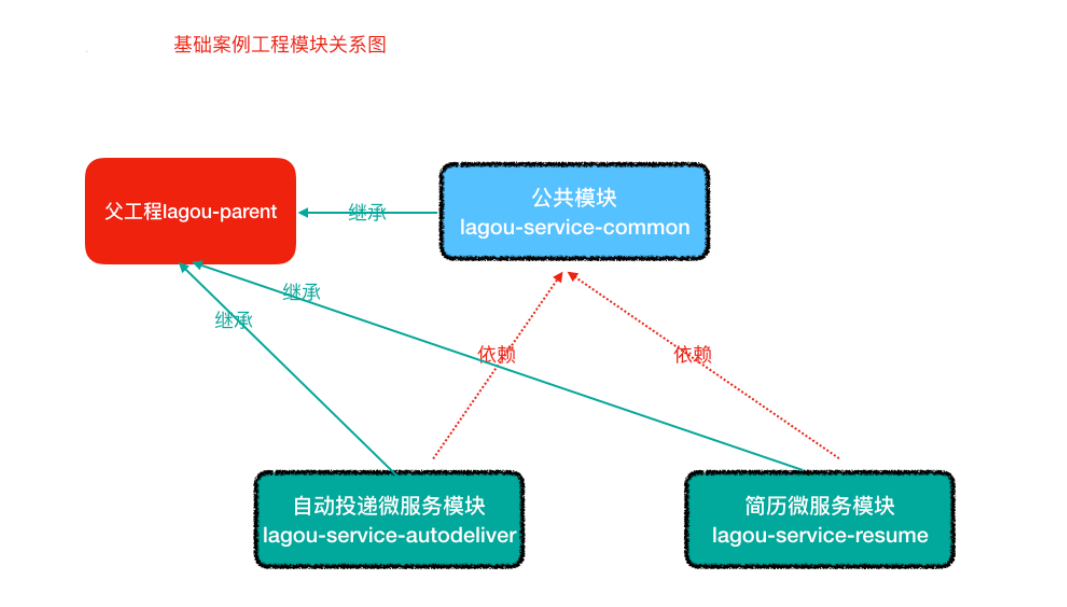 基础案例工程模块关系图
父工程lagou-parent
继承
公共模块
lagou-service-common
继承
继承
依赖
依赖
自动投递微服务模块
lagou-service-autodeliver
简历微服务模块
lagou-service-resume